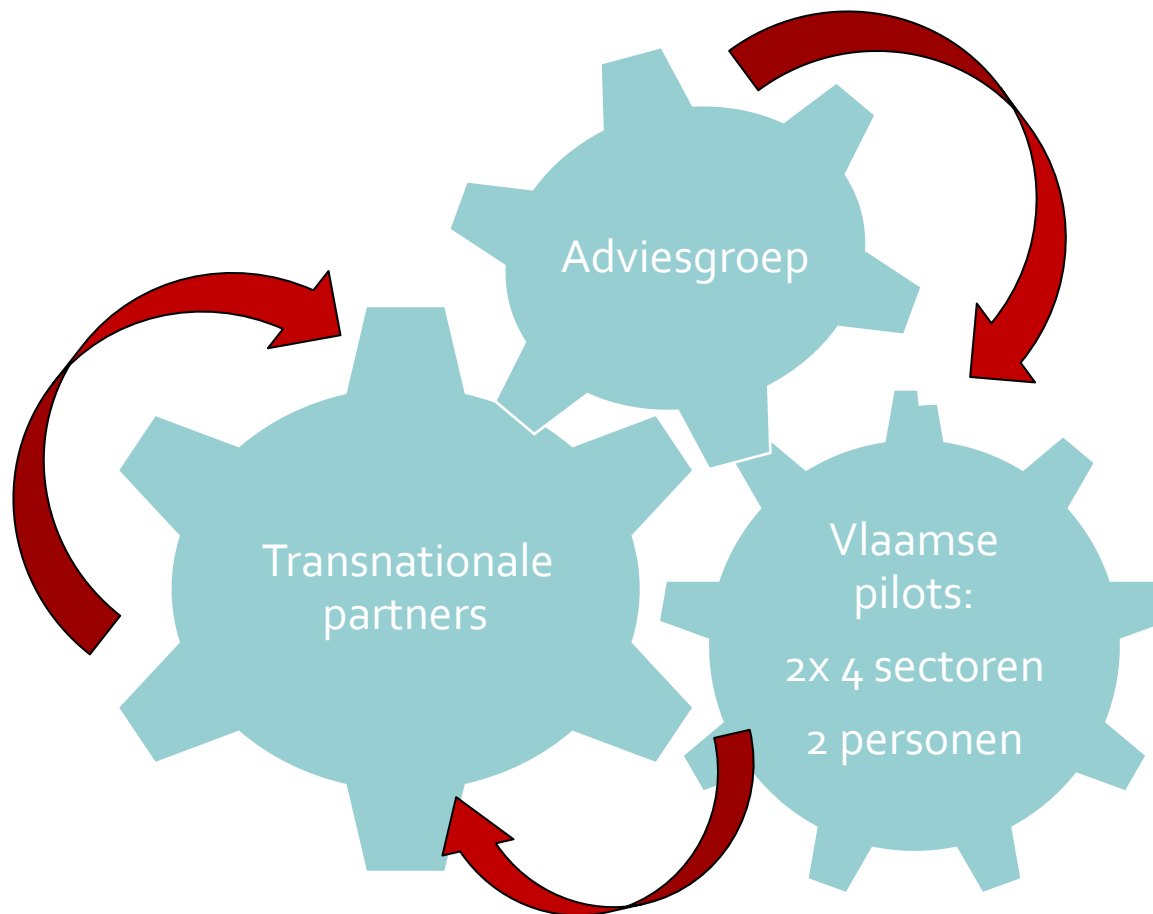 Adviesgroep
Transnationale
partners
Vlaamse
pilots:
2x 4 sectoren
2 personen